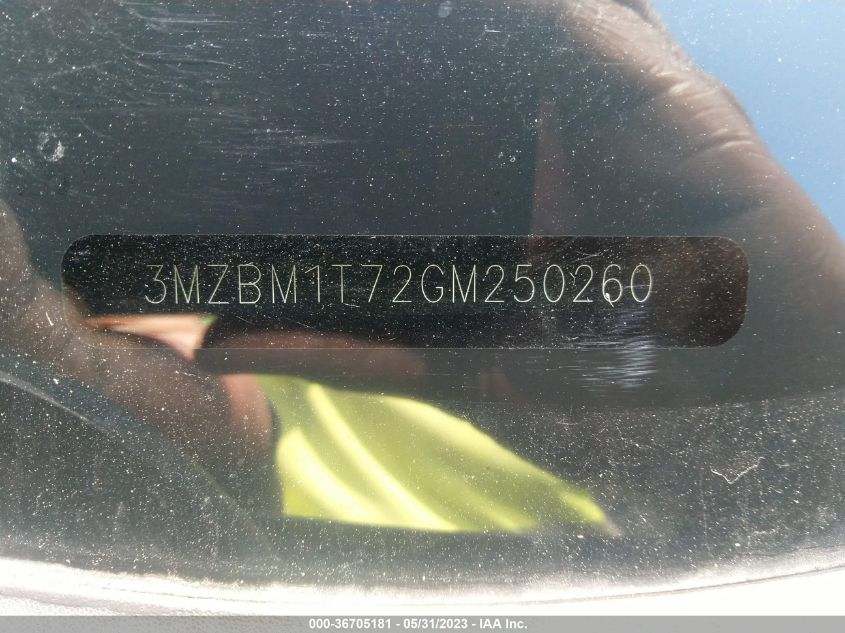 3MZBM1T72GM250260
000-36705181 - 05/31/2023 - IAA Inc.